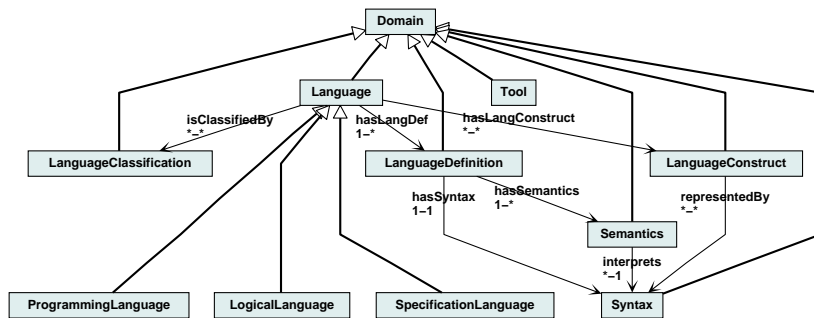 Domain
Language
Tool
isClassifiedBy
*–*
hasLangDef
1–*
hasLangConstruct
*–*
LanguageClassification
LanguageDefinition
LanguageConstruct
hasSyntax
1–1
hasSemantics
1–*
representedBy
*–*
Semantics
interprets
*–1
ProgrammingLanguage
LogicalLanguage
SpecificationLanguage
Syntax